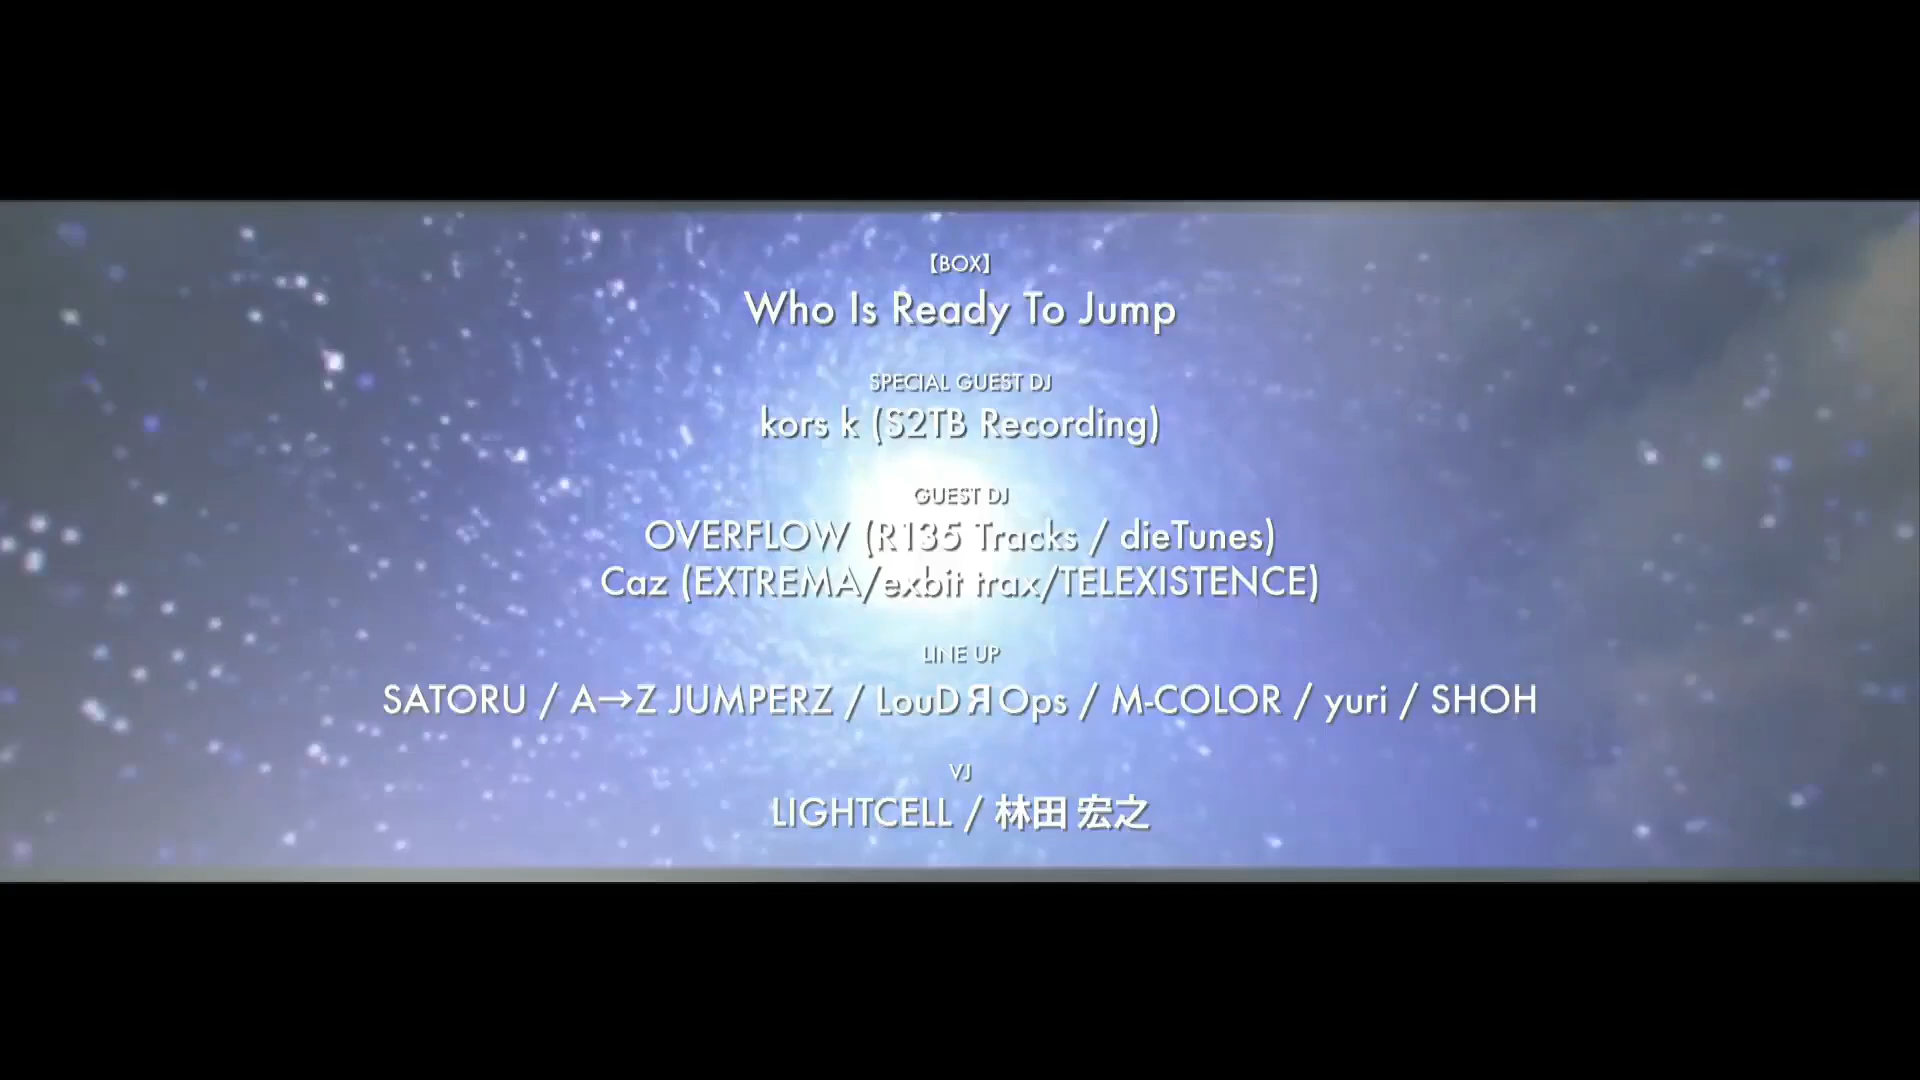 【BOX】
Who Is Ready To Jump
SPECIAL GUEST DJ
kors k (S2TB Recording)
GUEST DJ
OVERFLOW (R135 Tracks / dieTunes)
Caz (EXTREMA/exbit trax/TELEXISTENCE)
LINE UP
SATORU / A→Z JUMPERZ / LouDЯOps / M-COLOR / yuri / SHOH
VJ
LIGHTCELL / 林田 宏之